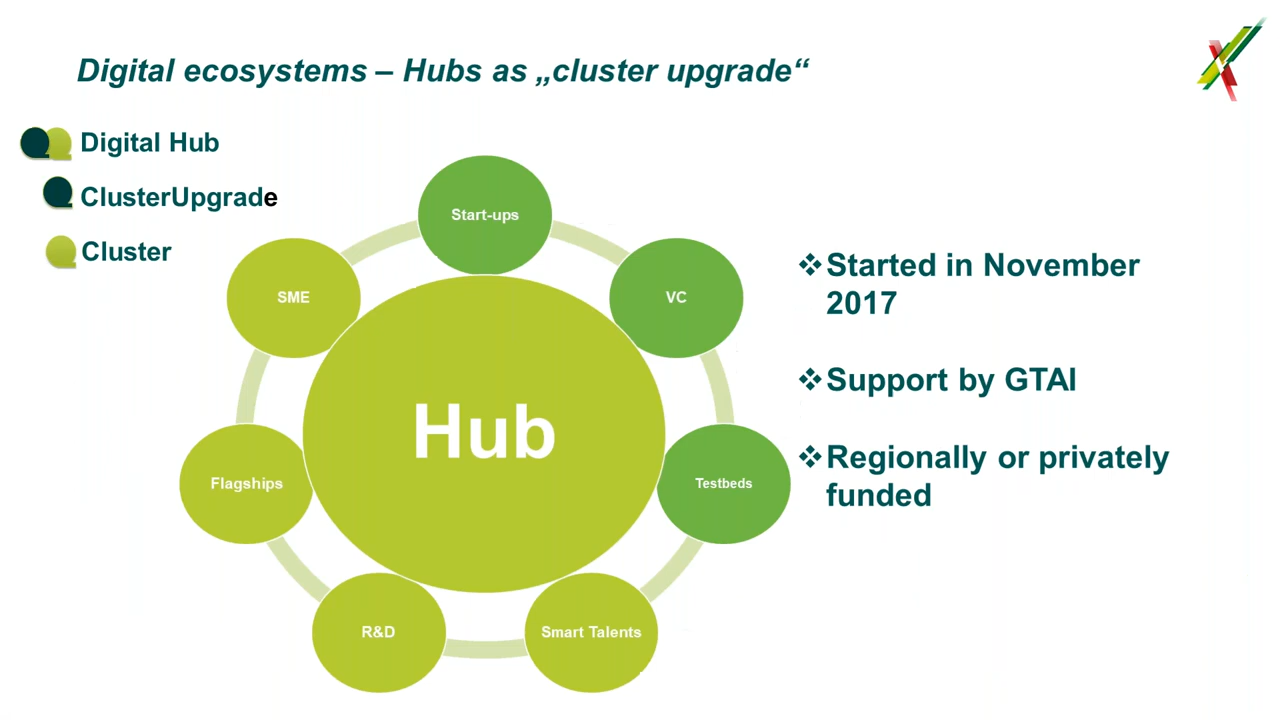 Digital ecosystems – Hubs as „cluster upgrade“
Digital Hub
ClusterUpgrade
Cluster
Start-ups
SME
VC
Hub
Flagships
Testbeds
R&D
Smart Talents
❖Started in November
2017
❖Support by GTAI
❖Regionally or privately
funded